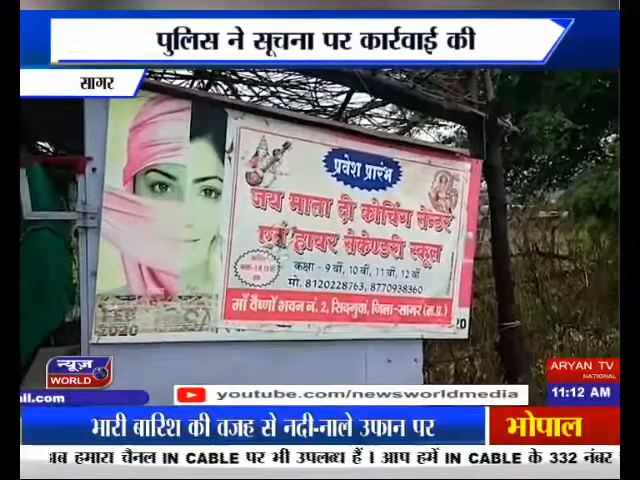 पुलिस ने सूचना पर कार्रवाई की
सागर
प्रवेश प्रारंभ
जय माता दी कोचिंग सेन्टर
एवं हायर सेकेण्डरी स्कूल
कक्षा - 9 वीं, 10 वीं, 11 वीं, 12 वीं
मो. 8120228763, 8770938360
माँ वैष्णों भवन नं. 2, सिदगुवां, जिला-सागर (म.प्र.)
2020
न्यूज़
WORLD
ARYAN TV
NATIONAL
11:12 AM
il.com
youtube.com/newsworldmedia
भारी बारिश की वजह से नदी-नाले उफान पर
भोपाल
अब हमारा चैनल IN CABLE पर भी उपलब्ध हैं । आप हमें IN CABLE के 332 नंबर